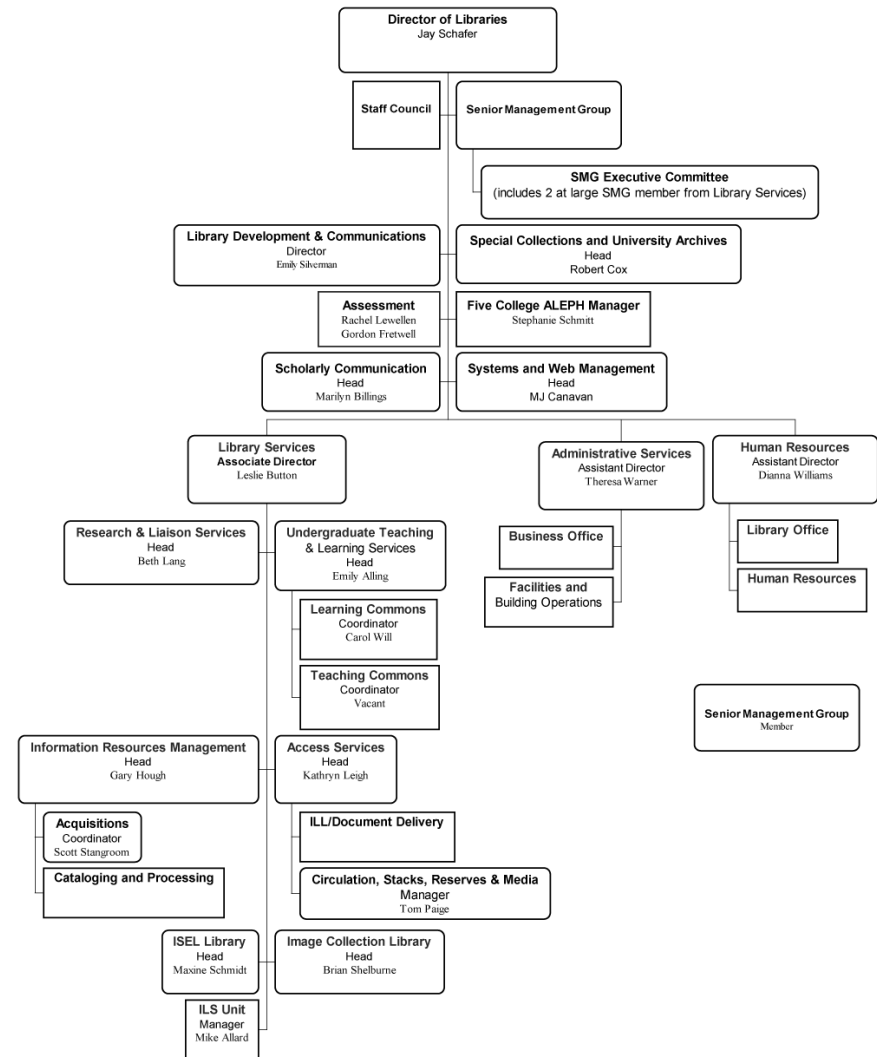 Director of Libraries
Jay Schafer
Staff Council
Senior Management Group
SMG Executive Committee
(includes 2 at large SMG member from Library Services)
Library Development & Communications
Director
Emily Silverman
Special Collections and University Archives
Head
Robert Cox
Assessment
Rachel Lewellen
Gordon Fretwell
Five College ALEPH Manager
Stephanie Schmitt
Scholarly Communication
Head
Marilyn Billings
Systems and Web Management
Head
MJ Canavan
Library Services
Associate Director
Leslie Button
Administrative Services
Assistant Director
Theresa Warner
Human Resources
Assistant Director
Dianna Williams
Research & Liaison Services
Head
Beth Lang
Undergraduate Teaching
& Learning Services
Head
Emily Alling
Business Office
Library Office
Facilities and
Building Operations
Human Resources
Learning Commons
Coordinator
Carol Will
Teaching Commons
Coordinator
Vacant
Senior Management Group
Member
Information Resources Management
Head
Gary Hough
Access Services
Head
Kathryn Leigh
Acquisitions
Coordinator
Scott Stangroom
ILL/Document Delivery
Cataloging and Processing
Circulation, Stacks, Reserves & Media
Manager
Tom Paige
ISEL Library
Head
Maxine Schmidt
Image Collection Library
Head
Brian Shelburne
ILS Unit
Manager
Mike Allard